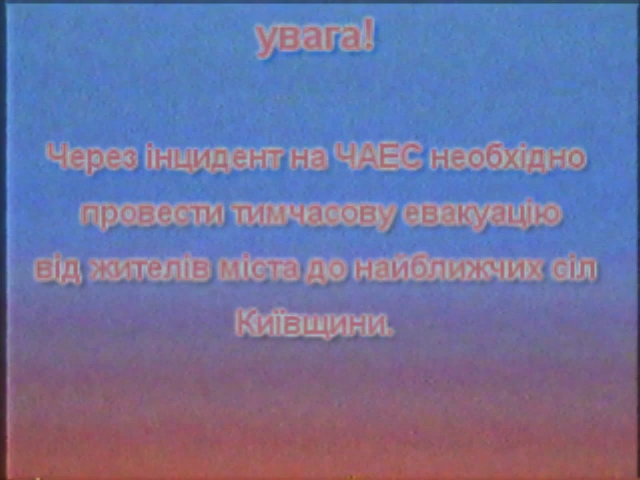 увага!
Через інцидент на ЧАЕС необхідно
провести тимчасову евакуацію
від жителів міста до найближчих сіл
Київщини.